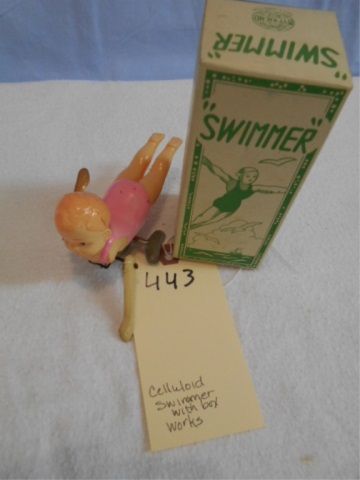 "SWIMMER"
"SWIMMER"
443
Celluloid
Swimmer
with box
Works